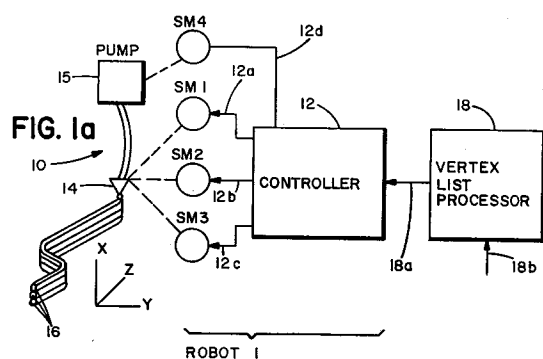 SM4
PUMP
15
12d
SM1
12a
12
18
FIG. 1a
10
14
SM2
12b
CONTROLLER
VERTEX
LIST
PROCESSOR
SM3
12c
18a
18b
X
Z
Y
16
ROBOT 1